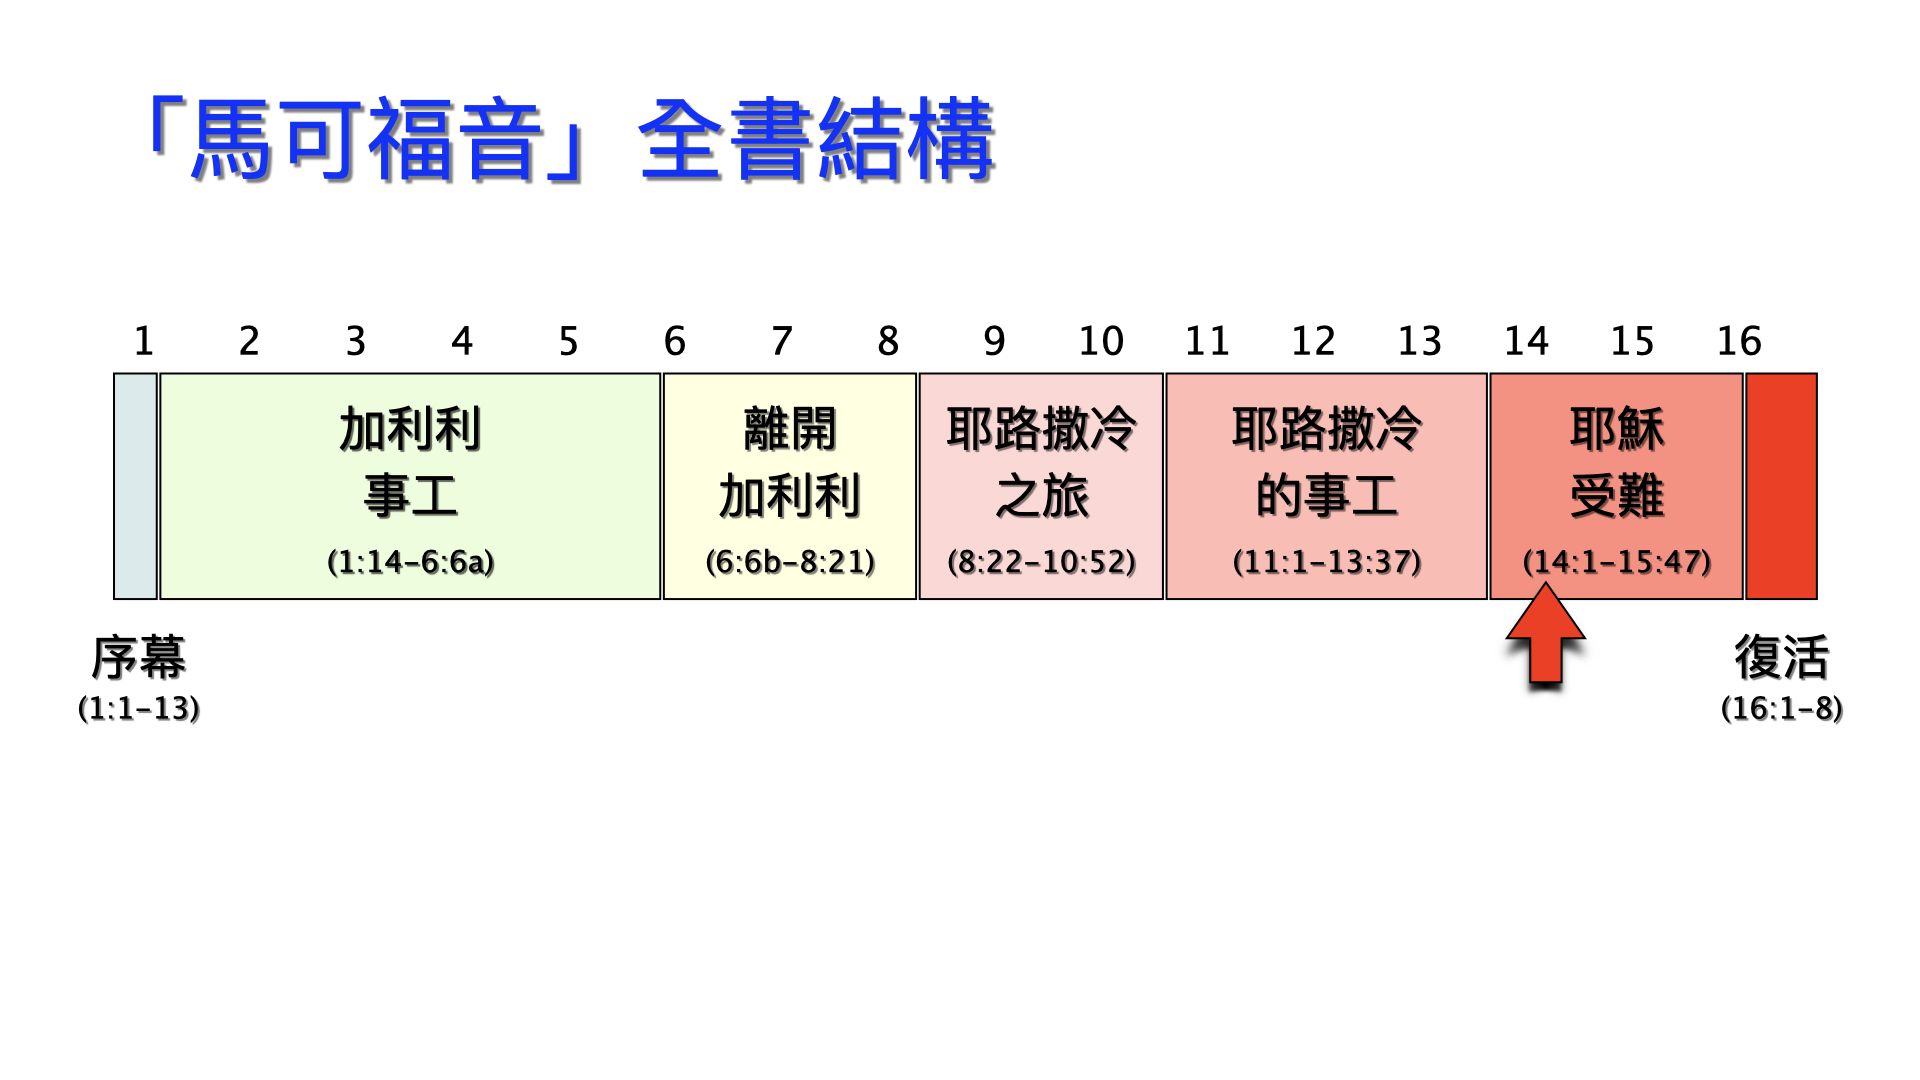 「馬可福音」全書結構
1 2 3 4 5 6 7 8 9 10 11 12 13 14 15 16
加利利
事工
(1:14–6:6a)
離開
加利利
(6:6b–8:21)
耶路撒冷
之旅
(8:22–10:52)
耶路撒冷
的事工
(11:1–13:37)
耶穌
受難
(14:1–15:47)
序幕
(1:1–13)
復活
(16:1–8)